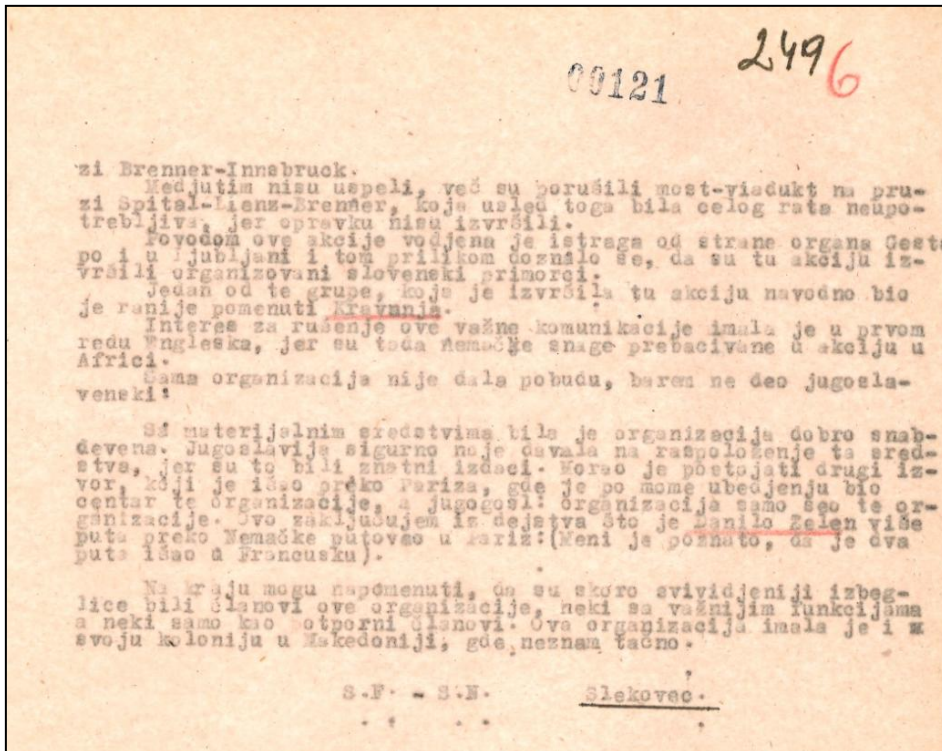 2496
00121
zi Brenner-Innsbruck.
Medjutim nisu uspeli, već su porušili most-viadukt na pru-
zi Spital-Lienz-Brenner, koja usled toga bila celog rata neupo-
trebljiva, jer opravku nisu izvršili.
Povodom ove akcije vodjena je istraga od strane organa Gesta
po i u Ljubljani i tom prilikom doznalo se, da su tu akciju iz-
vršili organizovani slovenski primorci.
Jedan od te grupe, koja je izvršila tu akciju navodno bio
je ranije pomenuti Kravanja.
Interes za rušenje ove važne komunikacije imala je u prvom
redu Engleska, jer su tada nemačke snage prebacivane u akciju u
Africi.
Sama organizacija nije dala pobudu, barem ne deo jugosla-
venski.
Sa materijalnim sredstvima bila je organizacija dobro snab-
devena. Jugoslavija sigurno noje davala na raspoloženje ta sred-
stva, jer su to bili znatni izdaci. Morao je postojati drugi iz-
vor, koji je išao preko Pariza, gde je po mome ubedjenju bio
centar te organizacije, a jugogosl. organizacija samo deo te or-
ganizacije. Ovo zaključujem iz dejstva što je Danilo Zelen više
puta preko Nemačke putovao u Pariz.(Meni je poznato, da je dva
puta išao u Francusku).
Na kraju mogu napomenuti, da su skoro svividjeniji izbeg-
lice bili članovi ove organizacije, neki sa važnijim funkcijama
a neki samo kao potporni članovi. Ova organizacija imala je i
svoju koloniju u Makedoniji, gde neznam tačno.
S.F. - S.N. Slekovec.